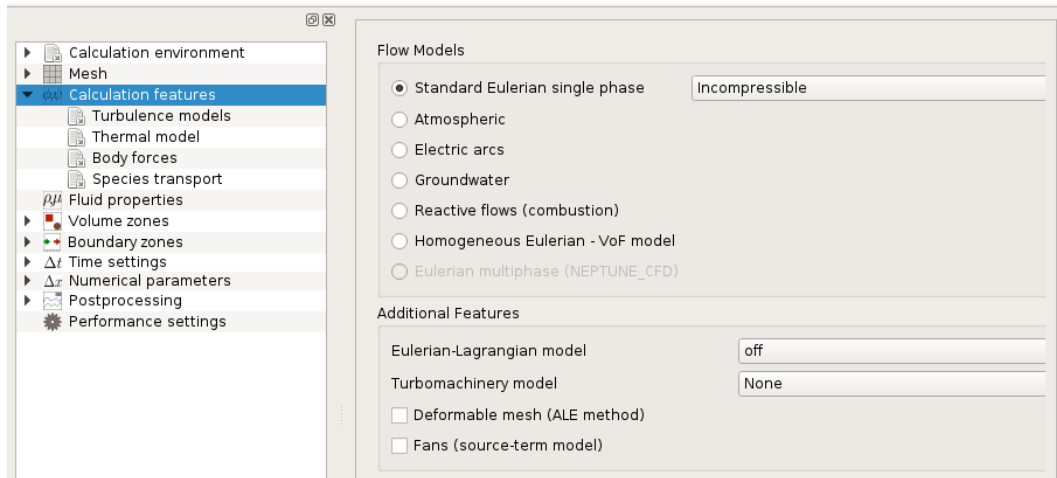 Calculation environment
Mesh
Calculation features
Turbulence models
Thermal model
Body forces
Species transport
ρμ Fluid properties
Volume zones
Boundary zones
Δt Time settings
Δx Numerical parameters
Postprocessing
Performance settings
Flow Models
Standard Eulerian single phase Incompressible
Atmospheric
Electric arcs
Groundwater
Reactive flows (combustion)
Homogeneous Eulerian - VoF model
Eulerian multiphase (NEPTUNE_CFD)
Additional Features
Eulerian-Lagrangian model off
Turbomachinery model None
Deformable mesh (ALE method)
Fans (source-term model)